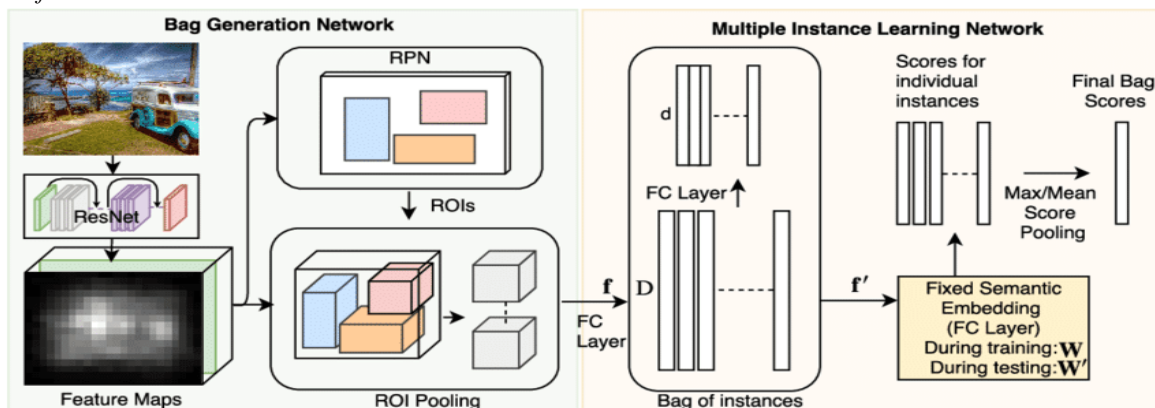 Bag Generation Network
RPN
ResNet
ROIs
Feature Maps
ROI Pooling
f
FC
Layer
Multiple Instance Learning Network
d
FC Layer
D
Bag of instances
f′
Scores for
individual
instances
Final Bag
Scores
Max/Mean
Score
Pooling
Fixed Semantic
Embedding
(FC Layer)
During training:W
During testing:W′